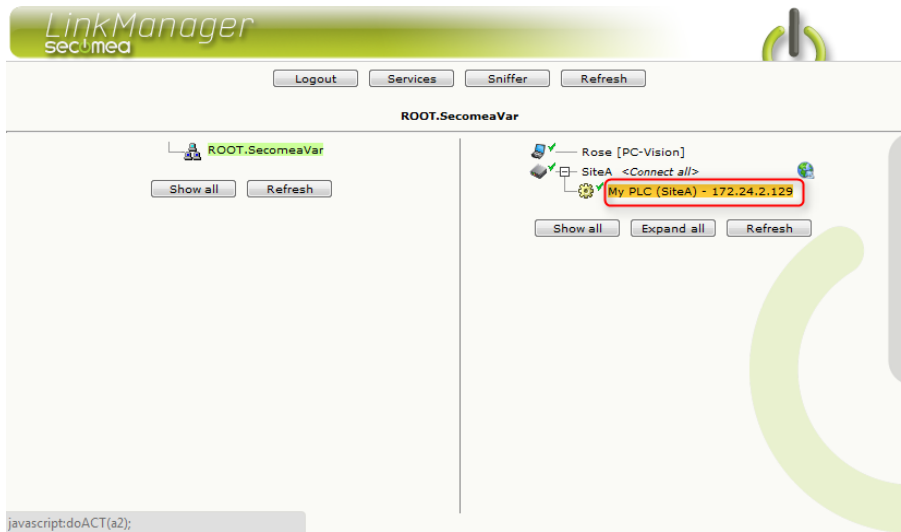 LinkManager
secomea
Logout Services Sniffer Refresh
ROOT.SecomeaVar
ROOT.SecomeaVar
Show all Refresh
Rose [PC-Vision]
SiteA <Connect all>
My PLC (SiteA) - 172.24.2.129
Show all Expand all Refresh
javascript:doACT(a2);